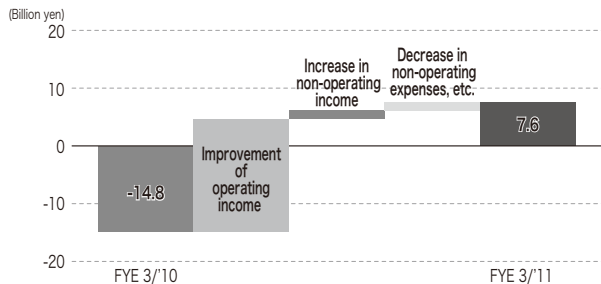 (Billion yen)
20
10
0
-10
-20
-14.8
Improvement
of
operating
income
Increase in
non-operating
income
Decrease in
non-operating
expenses, etc.
7.6
FYE 3/'10
FYE 3/'11